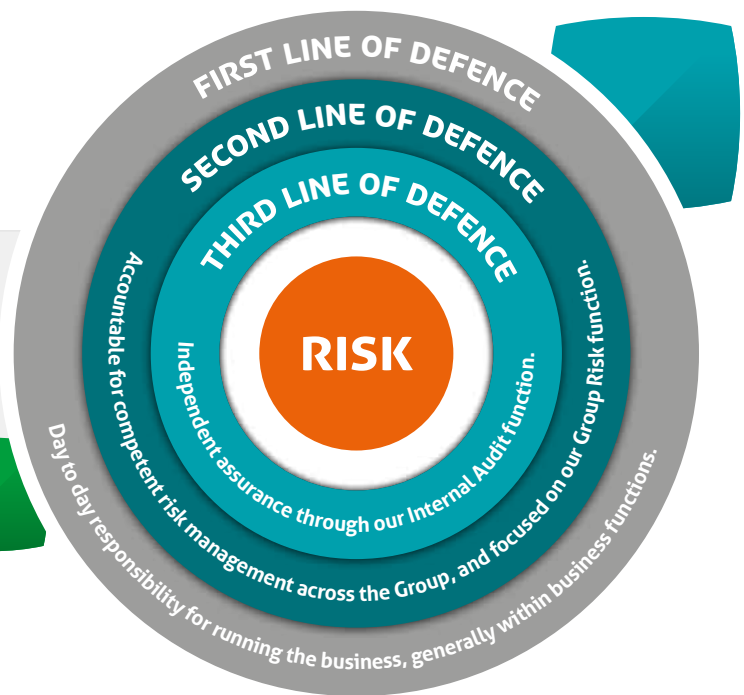 FIRST LINE OF DEFENCE
SECOND LINE OF DEFENCE
THIRD LINE OF DEFENCE
RISK
Independent assurance through our Internal Audit function.
Accountable for competent risk management across the Group, and focused on our Group Risk function.
Day to day responsibility for running the business, generally within business functions.